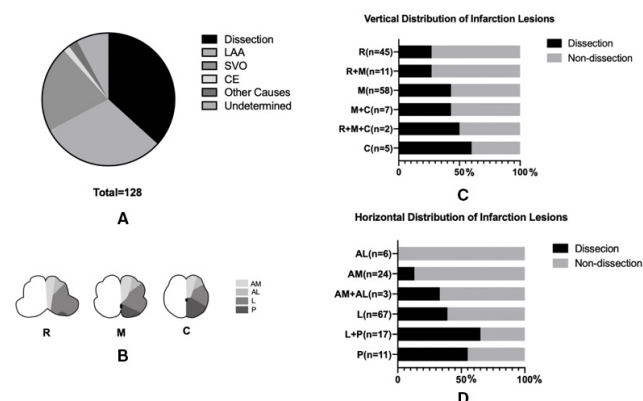 Dissection
LAA
SVO
CE
Other Causes
Undetermined
Total=128
A
AM
AL
L
P
R
M
C
B
Vertical Distribution of Infarction Lesions
R(n=45)
R+M(n=11)
M(n=58)
M+C(n=7)
R+M+C(n=2)
C(n=5)
0 50% 100%
Dissection
Non-dissection
C
Horizontal Distribution of Infarction Lesions
AL(n=6)
AM(n=24)
AM+AL(n=3)
L(n=67)
L+P(n=17)
P(n=11)
0 50% 100%
Dissecion
Non-dissection
D